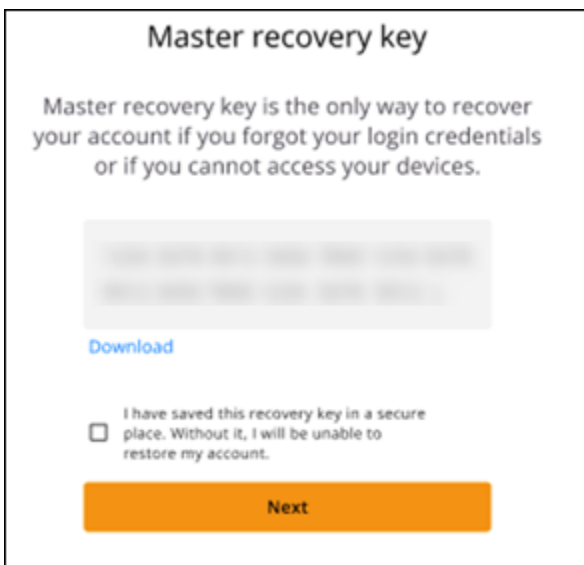 Master recovery key
Master recovery key is the only way to recover
your account if you forgot your login credentials
or if you cannot access your devices.
Download
I have saved this recovery key in a secure
place. Without it, I will be unable to
restore my account.
Next